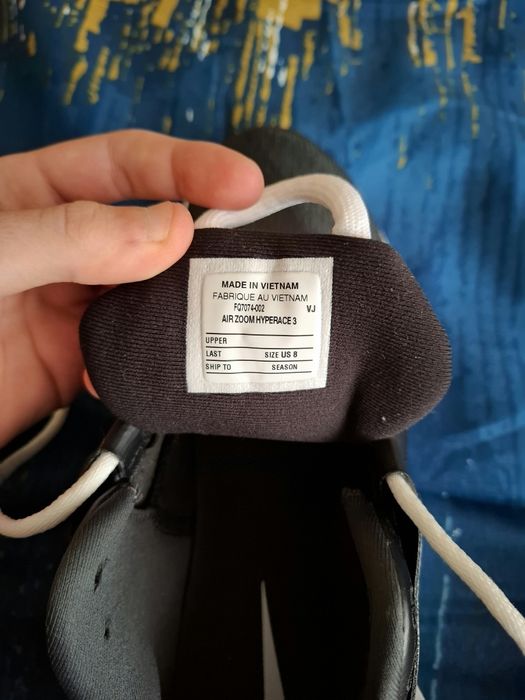 MADE IN VIETNAM
FABRIQUE AU VIETNAM
FQ7074-002 VJ
AIR ZOOM HYPERACE 3
UPPER
LAST SIZE US 8
SHIP TO SEASON